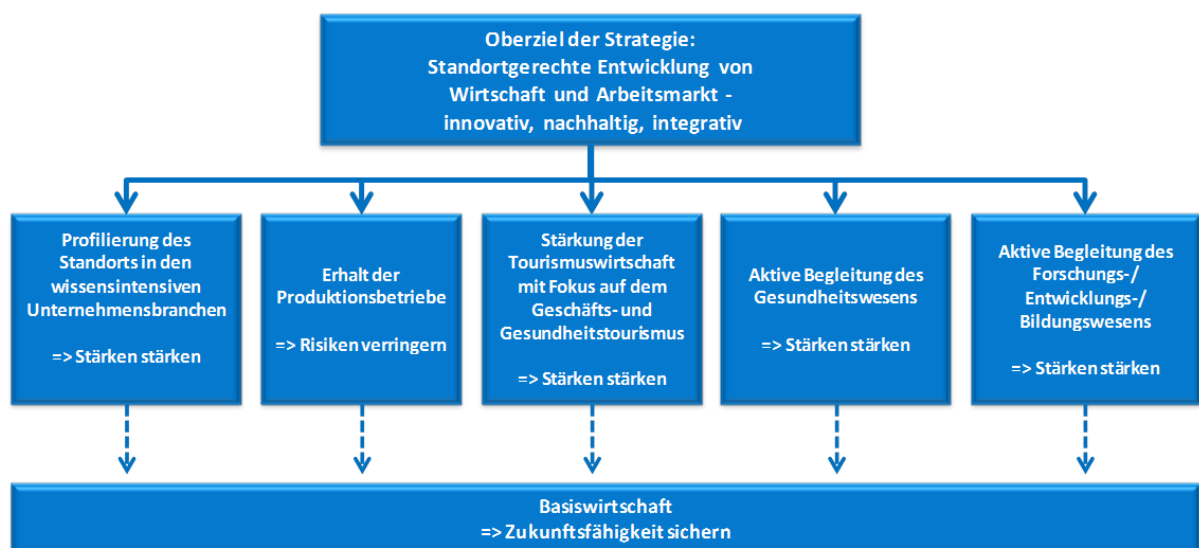 Oberziel der Strategie:
Standortgerechte Entwicklung von
Wirtschaft und Arbeitsmarkt -
innovativ, nachhaltig, integrativ
Profilierung des
Standorts in den
wissensintensiven
Unternehmensbranchen
=> Stärken stärken
Erhalt der
Produktionsbetriebe
=> Risiken verringern
Stärkung der
Tourismuswirtschaft
mit Fokus auf dem
Geschäfts- und
Gesundheitstourismus
=> Stärken stärken
Aktive Begleitung des
Gesundheitswesens
=> Stärken stärken
Aktive Begleitung des
Forschungs-/
Entwicklungs-/
Bildungswesens
=> Stärken stärken
Basiswirtschaft
=> Zukunftsfähigkeit sichern